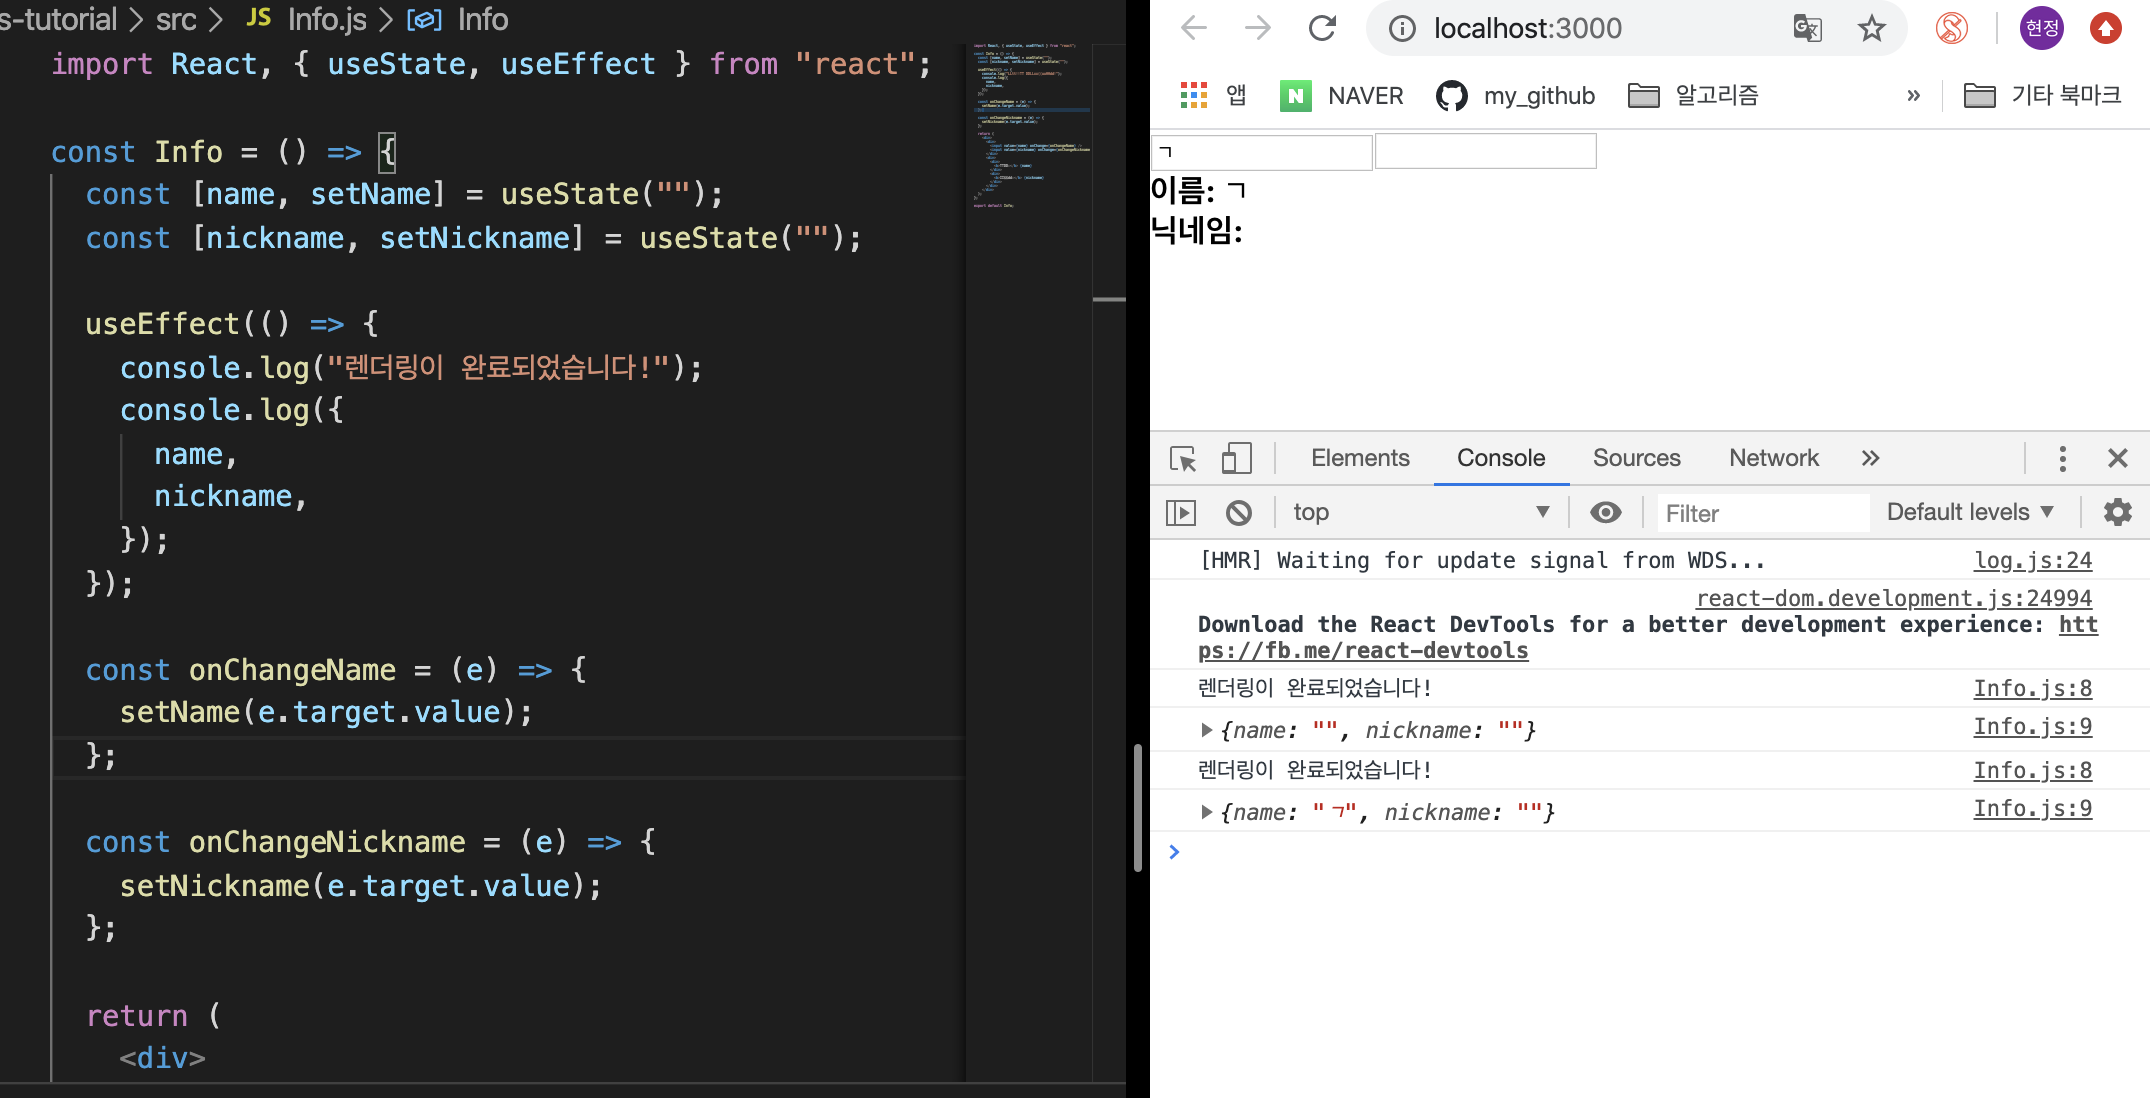 s-tutorial > src > JS Info.js > Info
import React, { useState, useEffect } from "react";
const Info = () => {
const [name, setName] = useState("");
const [nickname, setNickname] = useState("");
useEffect(() => {
console.log("렌더링이 완료되었습니다!");
console.log({
name,
nickname,
});
});
const onChangeName = (e) => {
setName(e.target.value);
};
const onChangeNickname = (e) => {
setNickname(e.target.value);
};
return (
<div>
localhost:3000
현정
앱
N NAVER
my_github
알고리즘
»
기타 북마크
ㄱ
이름: ㄱ
닉네임:
Elements Console Sources Network »
top Filter Default levels
[HMR] Waiting for update signal from WDS... log.js:24
react-dom.development.js:24994
Download the React DevTools for a better development experience: htt
ps://fb.me/react-devtools
렌더링이 완료되었습니다! Info.js:8
{name: "", nickname: ""} Info.js:9
렌더링이 완료되었습니다! Info.js:8
{name: "ㄱ", nickname: ""} Info.js:9
>